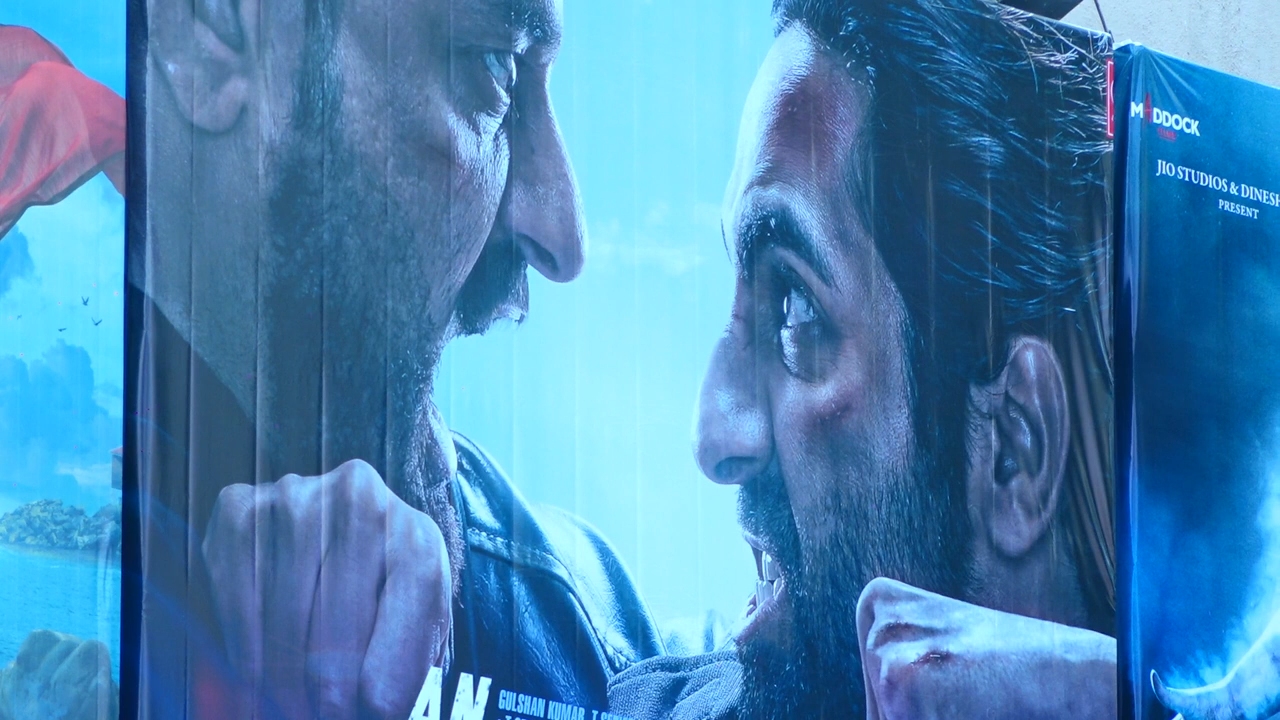 AN
GULSHAN KUMAR, T
MADDOCK
JIO STUDIOS & DINESH
PRESENT